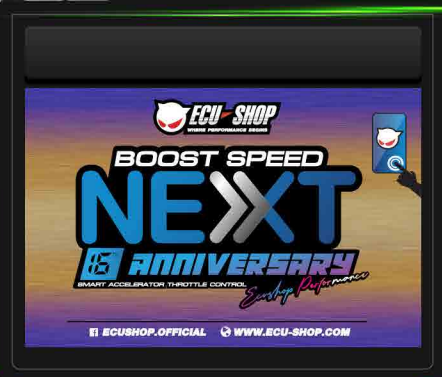 ECU-SHOP
WHERE PERFORMANCE BEGINS
BOOST SPEED
NEXT
6 ANNIVERSARY
SMART ACCELERATOR THROTTLE CONTROL
Ecushop Performance
ECUSHOP.OFFICIAL WWW.ECU-SHOP.COM